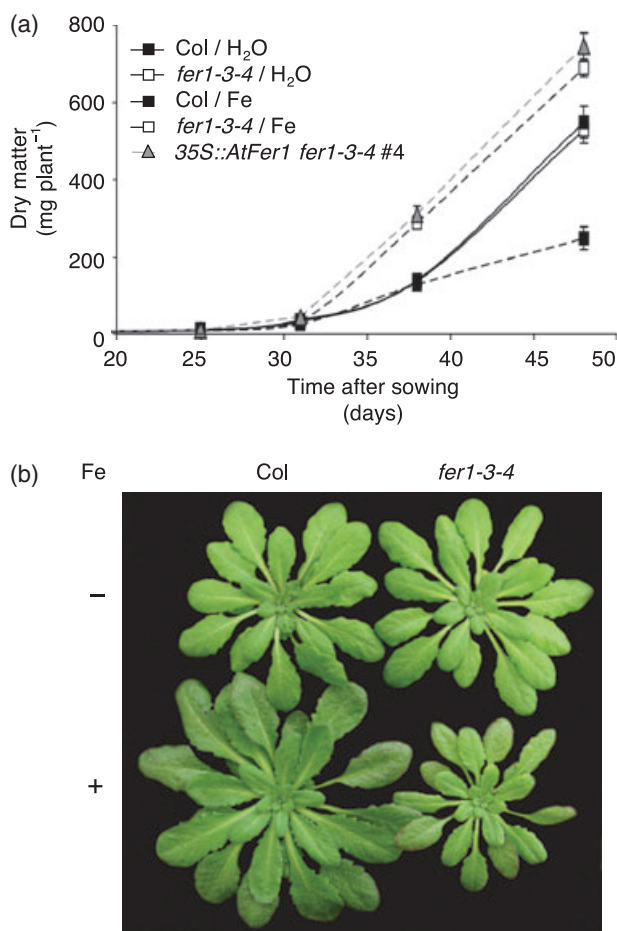 (a)
800
600
400
200
0
Dry matter
(mg plant⁻¹)
Col / H₂O
fer1-3-4 / H₂O
Col / Fe
fer1-3-4 / Fe
35S::AtFer1 fer1-3-4 #4
20 25 30 35 40 45 50
Time after sowing
(days)
(b) Fe Col fer1-3-4
–
+